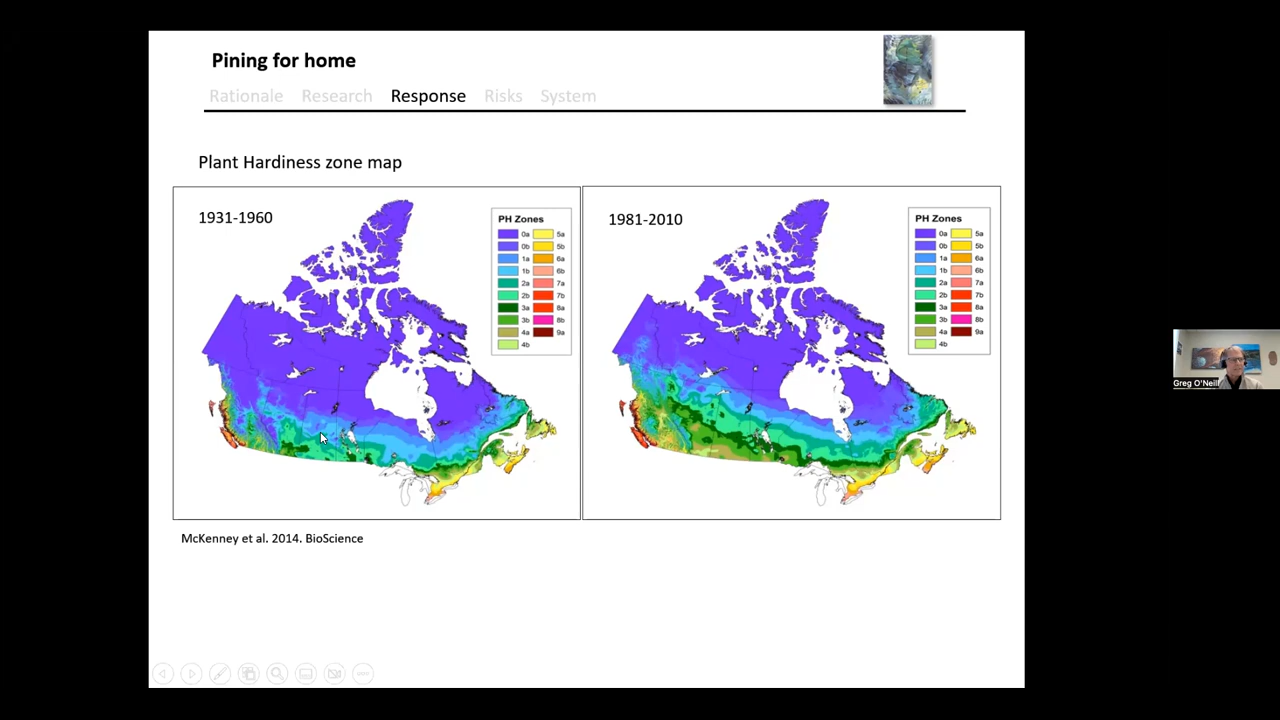 Pining for home
Rationale Research Response Risks System
Plant Hardiness zone map
1931-1960
PH Zones
0a 5a
0b 5b
1a 6a
1b 6b
2a 7a
2b 7b
3a 8a
3b 8b
4a 9a
4b
1981-2010
PH Zones
0a 5a
0b 5b
1a 6a
1b 6b
2a 7a
2b 7b
3a 8a
3b 8b
4a 9a
4b
McKenney et al. 2014. BioScience
Greg O'Neill